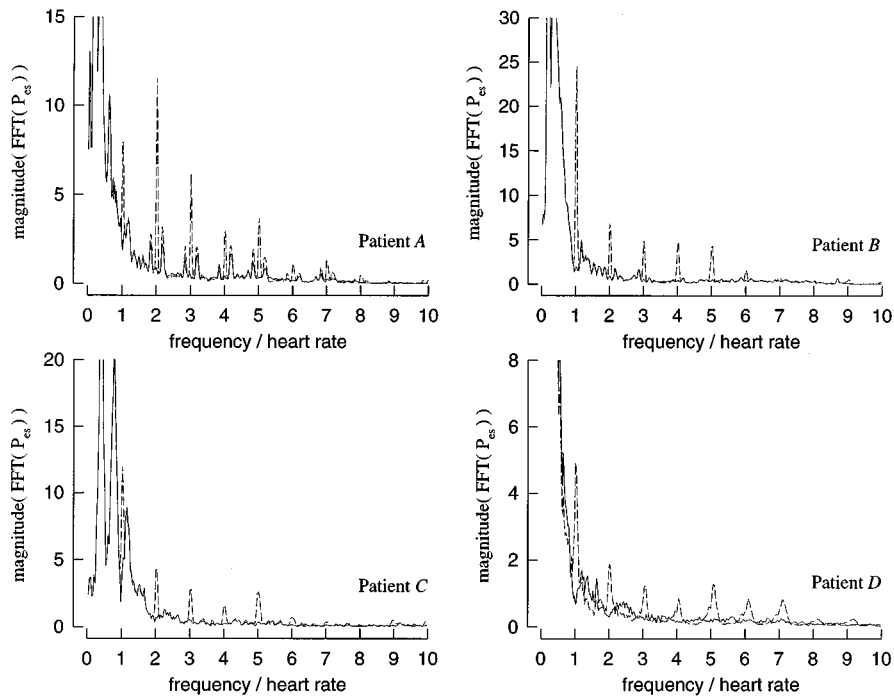 15
10
5
0
magnitude( FFT( P_es ))
Patient A
0 1 2 3 4 5 6 7 8 9 10
frequency / heart rate
30
25
20
15
10
5
0
magnitude( FFT( P_es ))
Patient B
0 1 2 3 4 5 6 7 8 9 10
frequency / heart rate
20
15
10
5
0
magnitude( FFT( P_es ))
Patient C
0 1 2 3 4 5 6 7 8 9 10
frequency / heart rate
8
6
4
2
0
magnitude( FFT( P_es ))
Patient D
0 1 2 3 4 5 6 7 8 9 10
frequency / heart rate